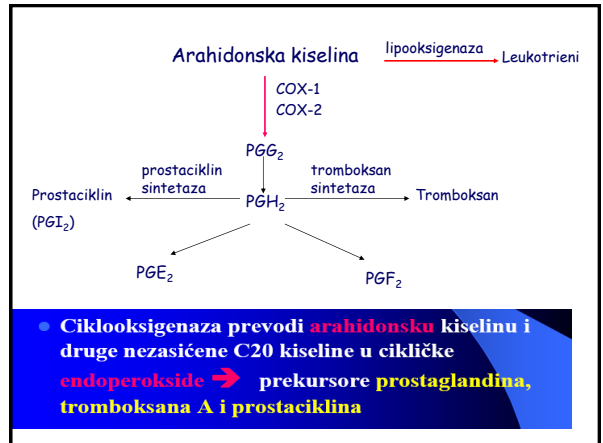 Arahidonska kiselina
lipooksigenaza
Leukotrieni
COX-1
COX-2
PGG₂
prostaciklin
sintetaza
tromboksan
sintetaza
Prostaciklin
(PGI₂)
PGH₂
Tromboksan
PGE₂
PGF₂
Ciklooksigenaza prevodi arahidonsku kiselinu i
druge nezasićene C20 kiseline u cikličke
endoperokside ➔ prekursore prostaglandina,
tromboksana A i prostaciklina